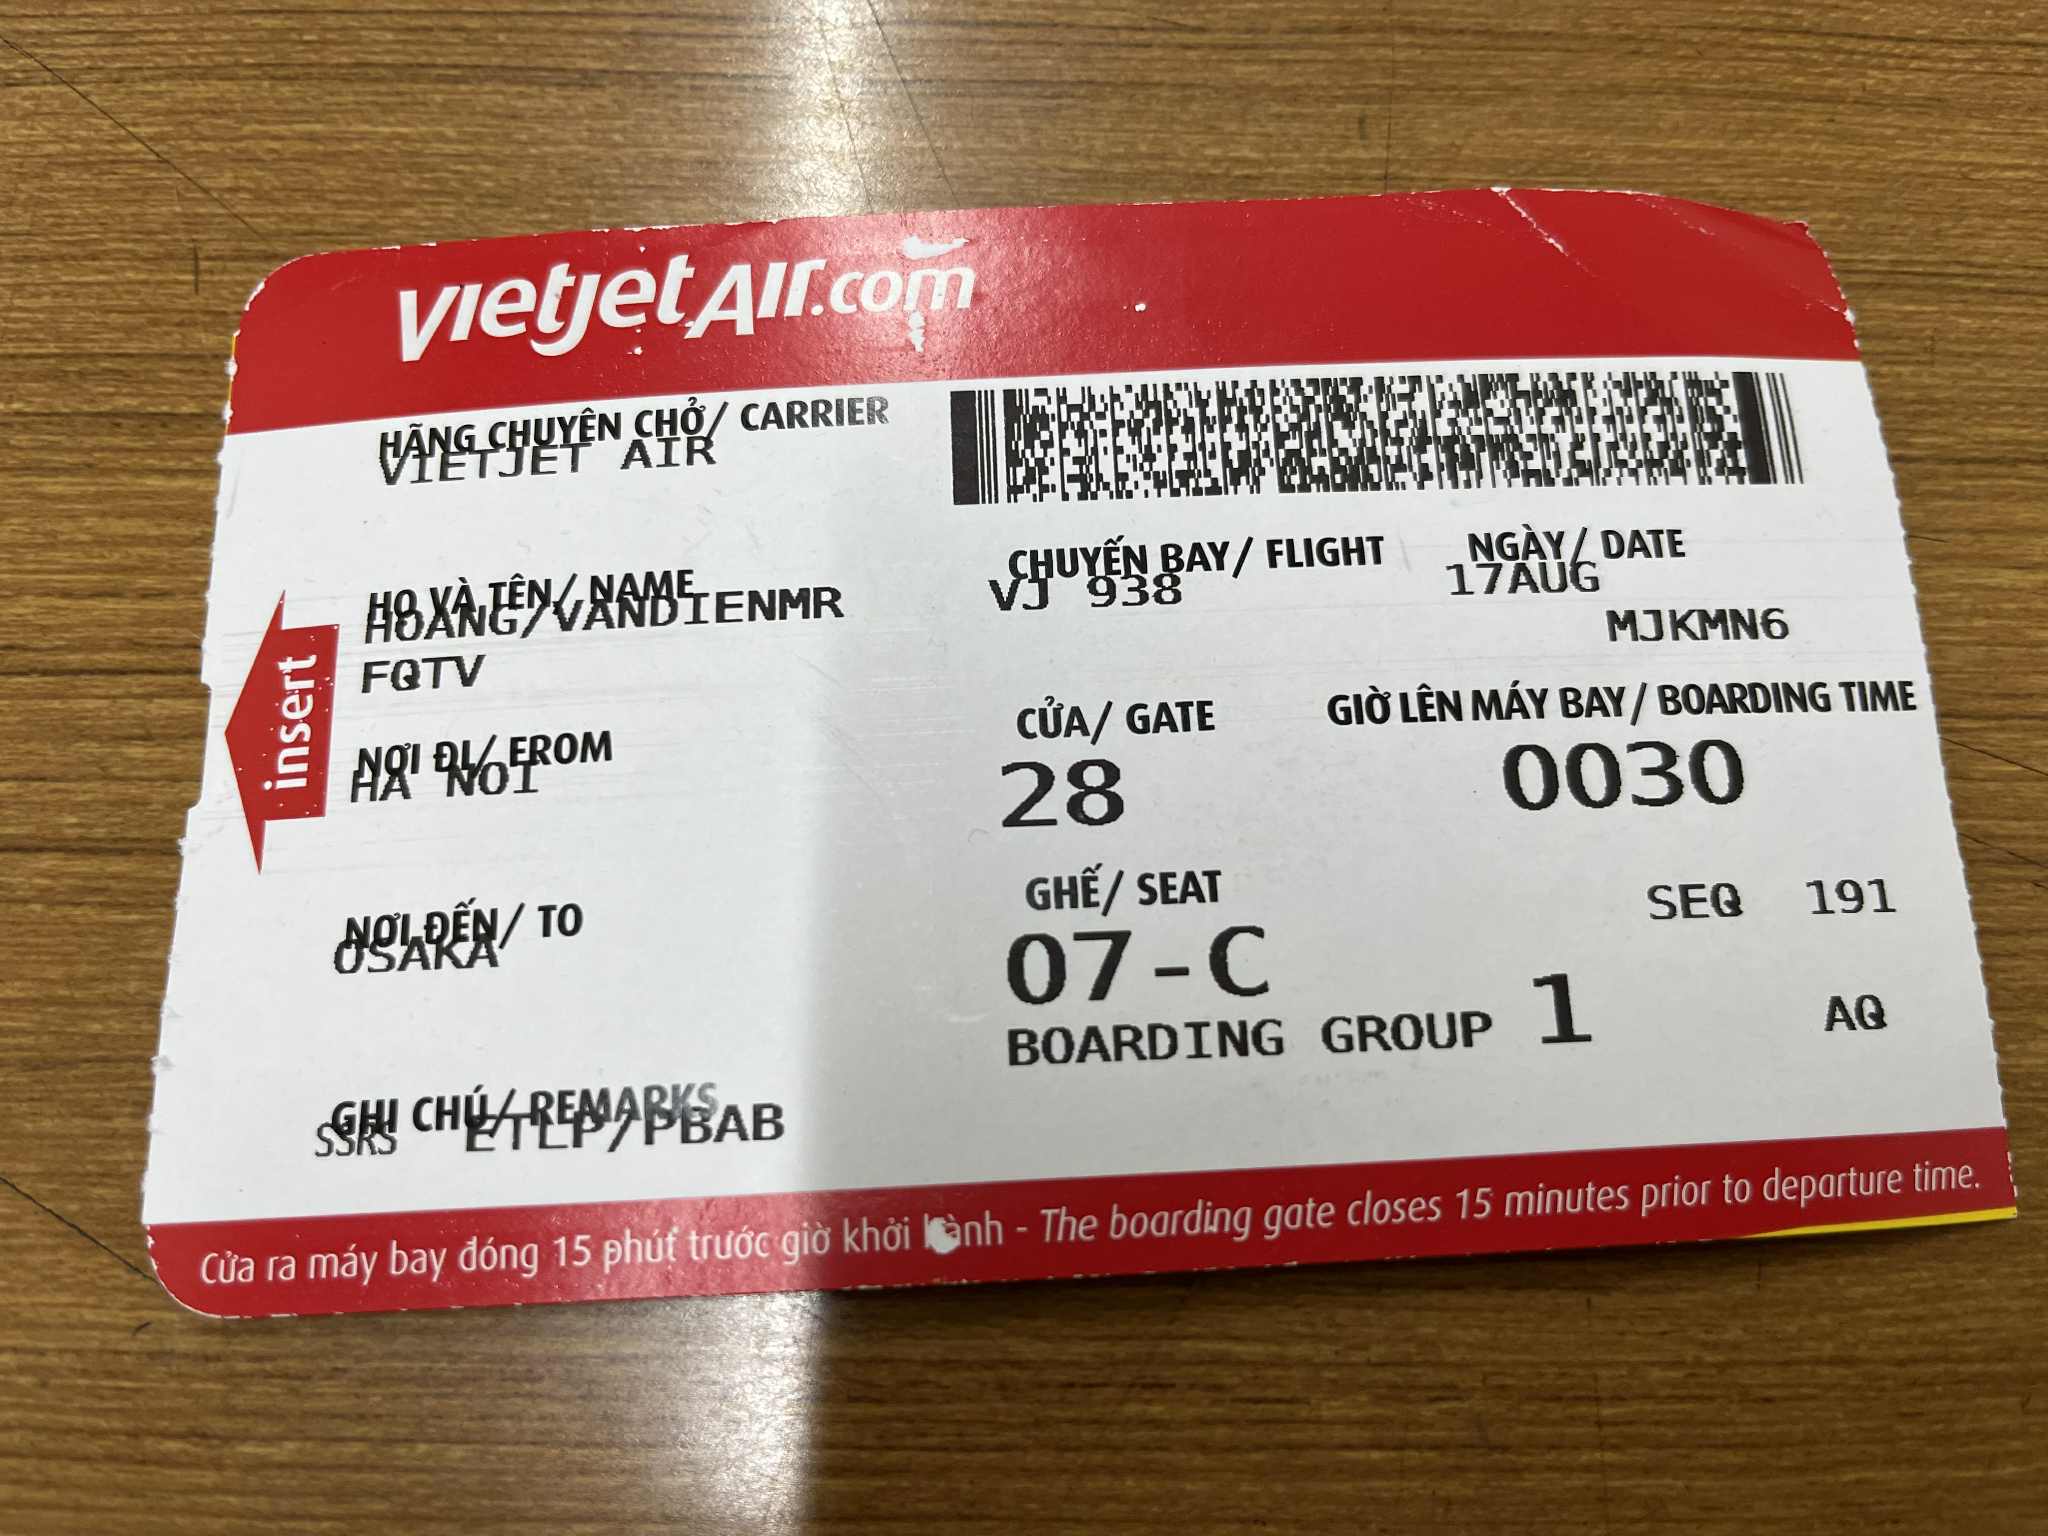 vietjetAir.com
HÃNG CHUYÊN CHỞ/ CARRIER
VIETJET AIR
HỌ VÀ TÊN/ NAME
HOANG/VANDIENMR
FQTV
NƠI ĐI/ FROM
HA NOI
NƠI ĐẾN/ TO
OSAKA
GHI CHÚ/ REMARKS
SSRS ETLP/PBAB
insert
CHUYẾN BAY/ FLIGHT NGÀY/ DATE
VJ 938 17AUG
MJKMN6
CỬA/ GATE GIỜ LÊN MÁY BAY/ BOARDING TIME
28 0030
GHẾ/ SEAT
SEQ 191
07-C
BOARDING GROUP 1 AQ
Cửa ra máy bay đóng 15 phút trước giờ khởi hành - The boarding gate closes 15 minutes prior to departure time.